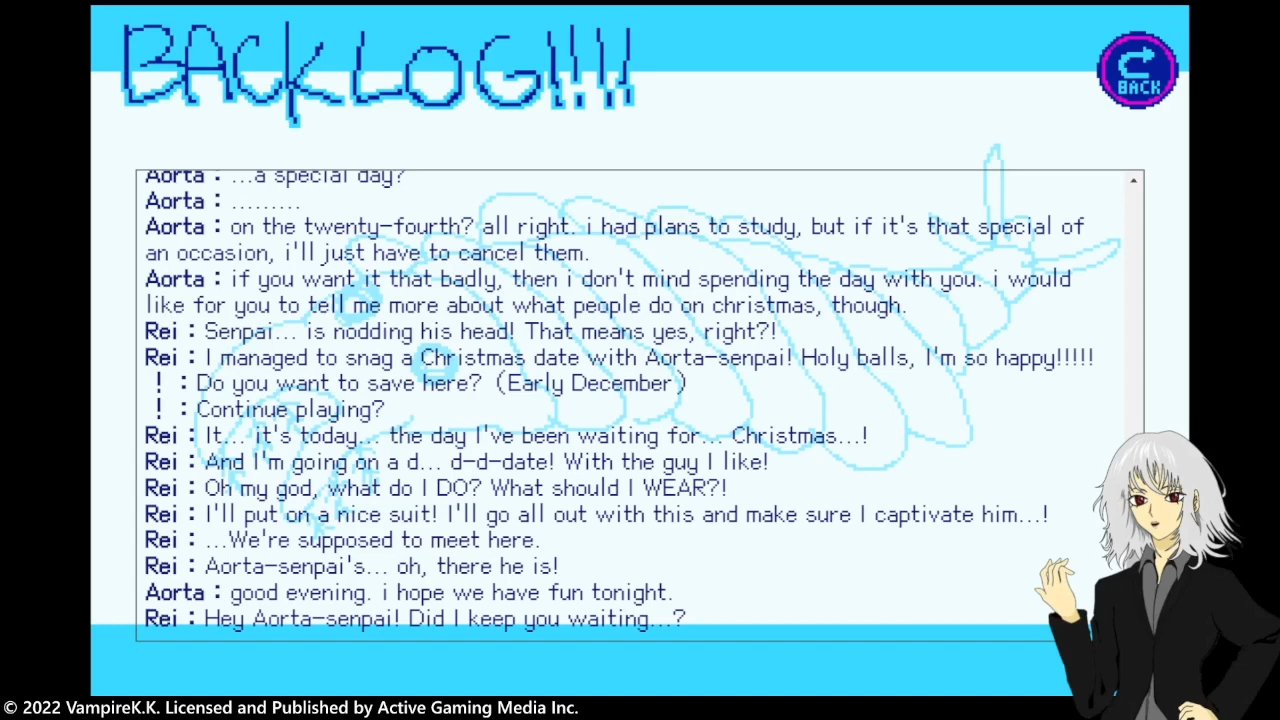 BACKLOG!!!!
BACK
Aorta : ...a special day?
Aorta : .........
Aorta : on the twenty-fourth? all right. i had plans to study, but if it's that special of
an occasion, i'll just have to cancel them.
Aorta : if you want it that badly, then i don't mind spending the day with you. i would
like for you to tell me more about what people do on christmas, though.
Rei : Senpai... is nodding his head! That means yes, right?!
Rei : I managed to snag a Christmas date with Aorta-senpai! Holy balls, I'm so happy!!!!!
! : Do you want to save here? (Early December)
! : Continue playing?
Rei : It... it's today... the day I've been waiting for... Christmas...!
Rei : And I'm going on a d... d-d-date! With the guy I like!
Rei : Oh my god, what do I DO? What should I WEAR?!
Rei : I'll put on a nice suit! I'll go all out with this and make sure I captivate him...!
Rei : ...We're supposed to meet here.
Rei : Aorta-senpai's... oh, there he is!
Aorta : good evening. i hope we have fun tonight.
Rei : Hey Aorta-senpai! Did I keep you waiting...?
© 2022 VampireK.K. Licensed and Published by Active Gaming Media Inc.